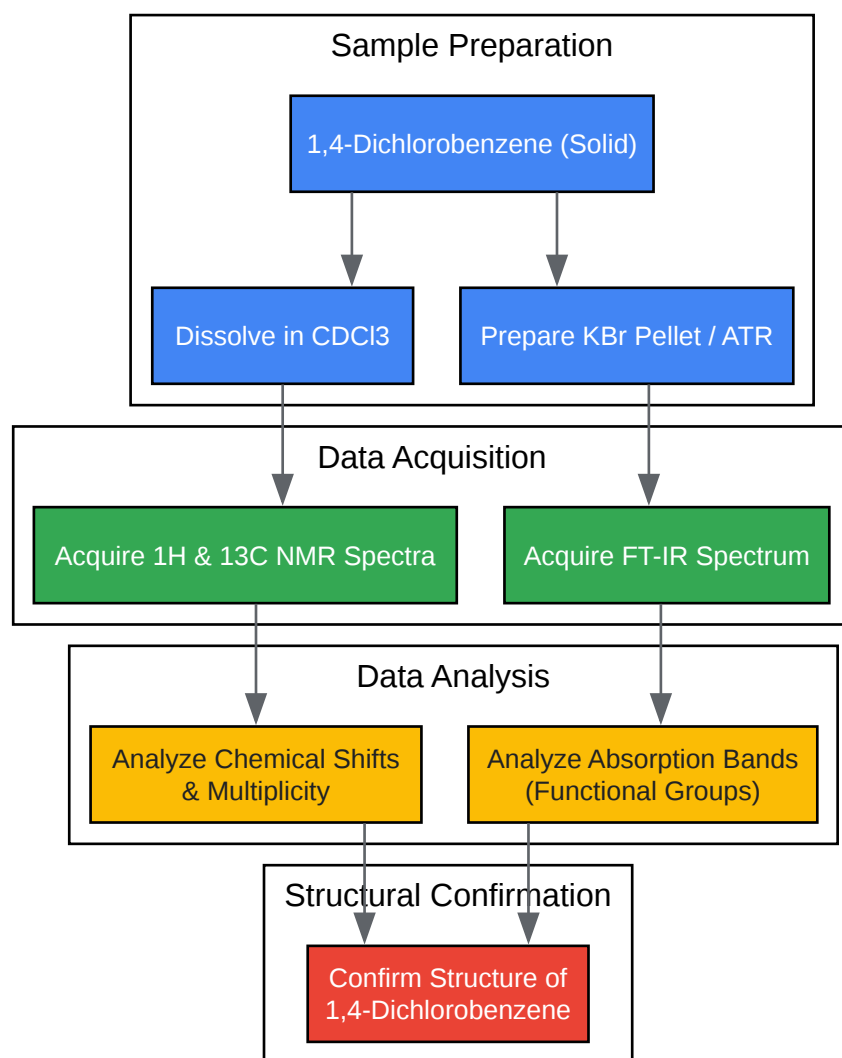 Sample Preparation
1,4-Dichlorobenzene (Solid)
Dissolve in CDCl3
Prepare KBr Pellet / ATR
Data Acquisition
Acquire 1H & 13C NMR Spectra
Acquire FT-IR Spectrum
Data Analysis
Analyze Chemical Shifts
& Multiplicity
Analyze Absorption Bands
(Functional Groups)
Structural Confirmation
Confirm Structure of
1,4-Dichlorobenzene